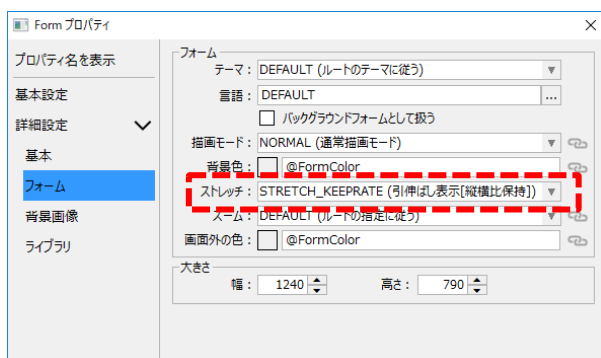 Form プロパティ
プロパティ名を表示
基本設定
詳細設定
基本
フォーム
背景画像
ライブラリ
フォーム
テーマ： DEFAULT (ルートのテーマに従う)
言語： DEFAULT ...
バックグラウンドフォームとして扱う
描画モード： NORMAL (通常描画モード)
背景色： @FormColor
ストレッチ： STRETCH_KEEPRATE (引伸ばし表示[縦横比保持])
ズーム： DEFAULT (ルートの指定に従う)
画面外の色： @FormColor
大きさ
幅： 1240 高さ： 790